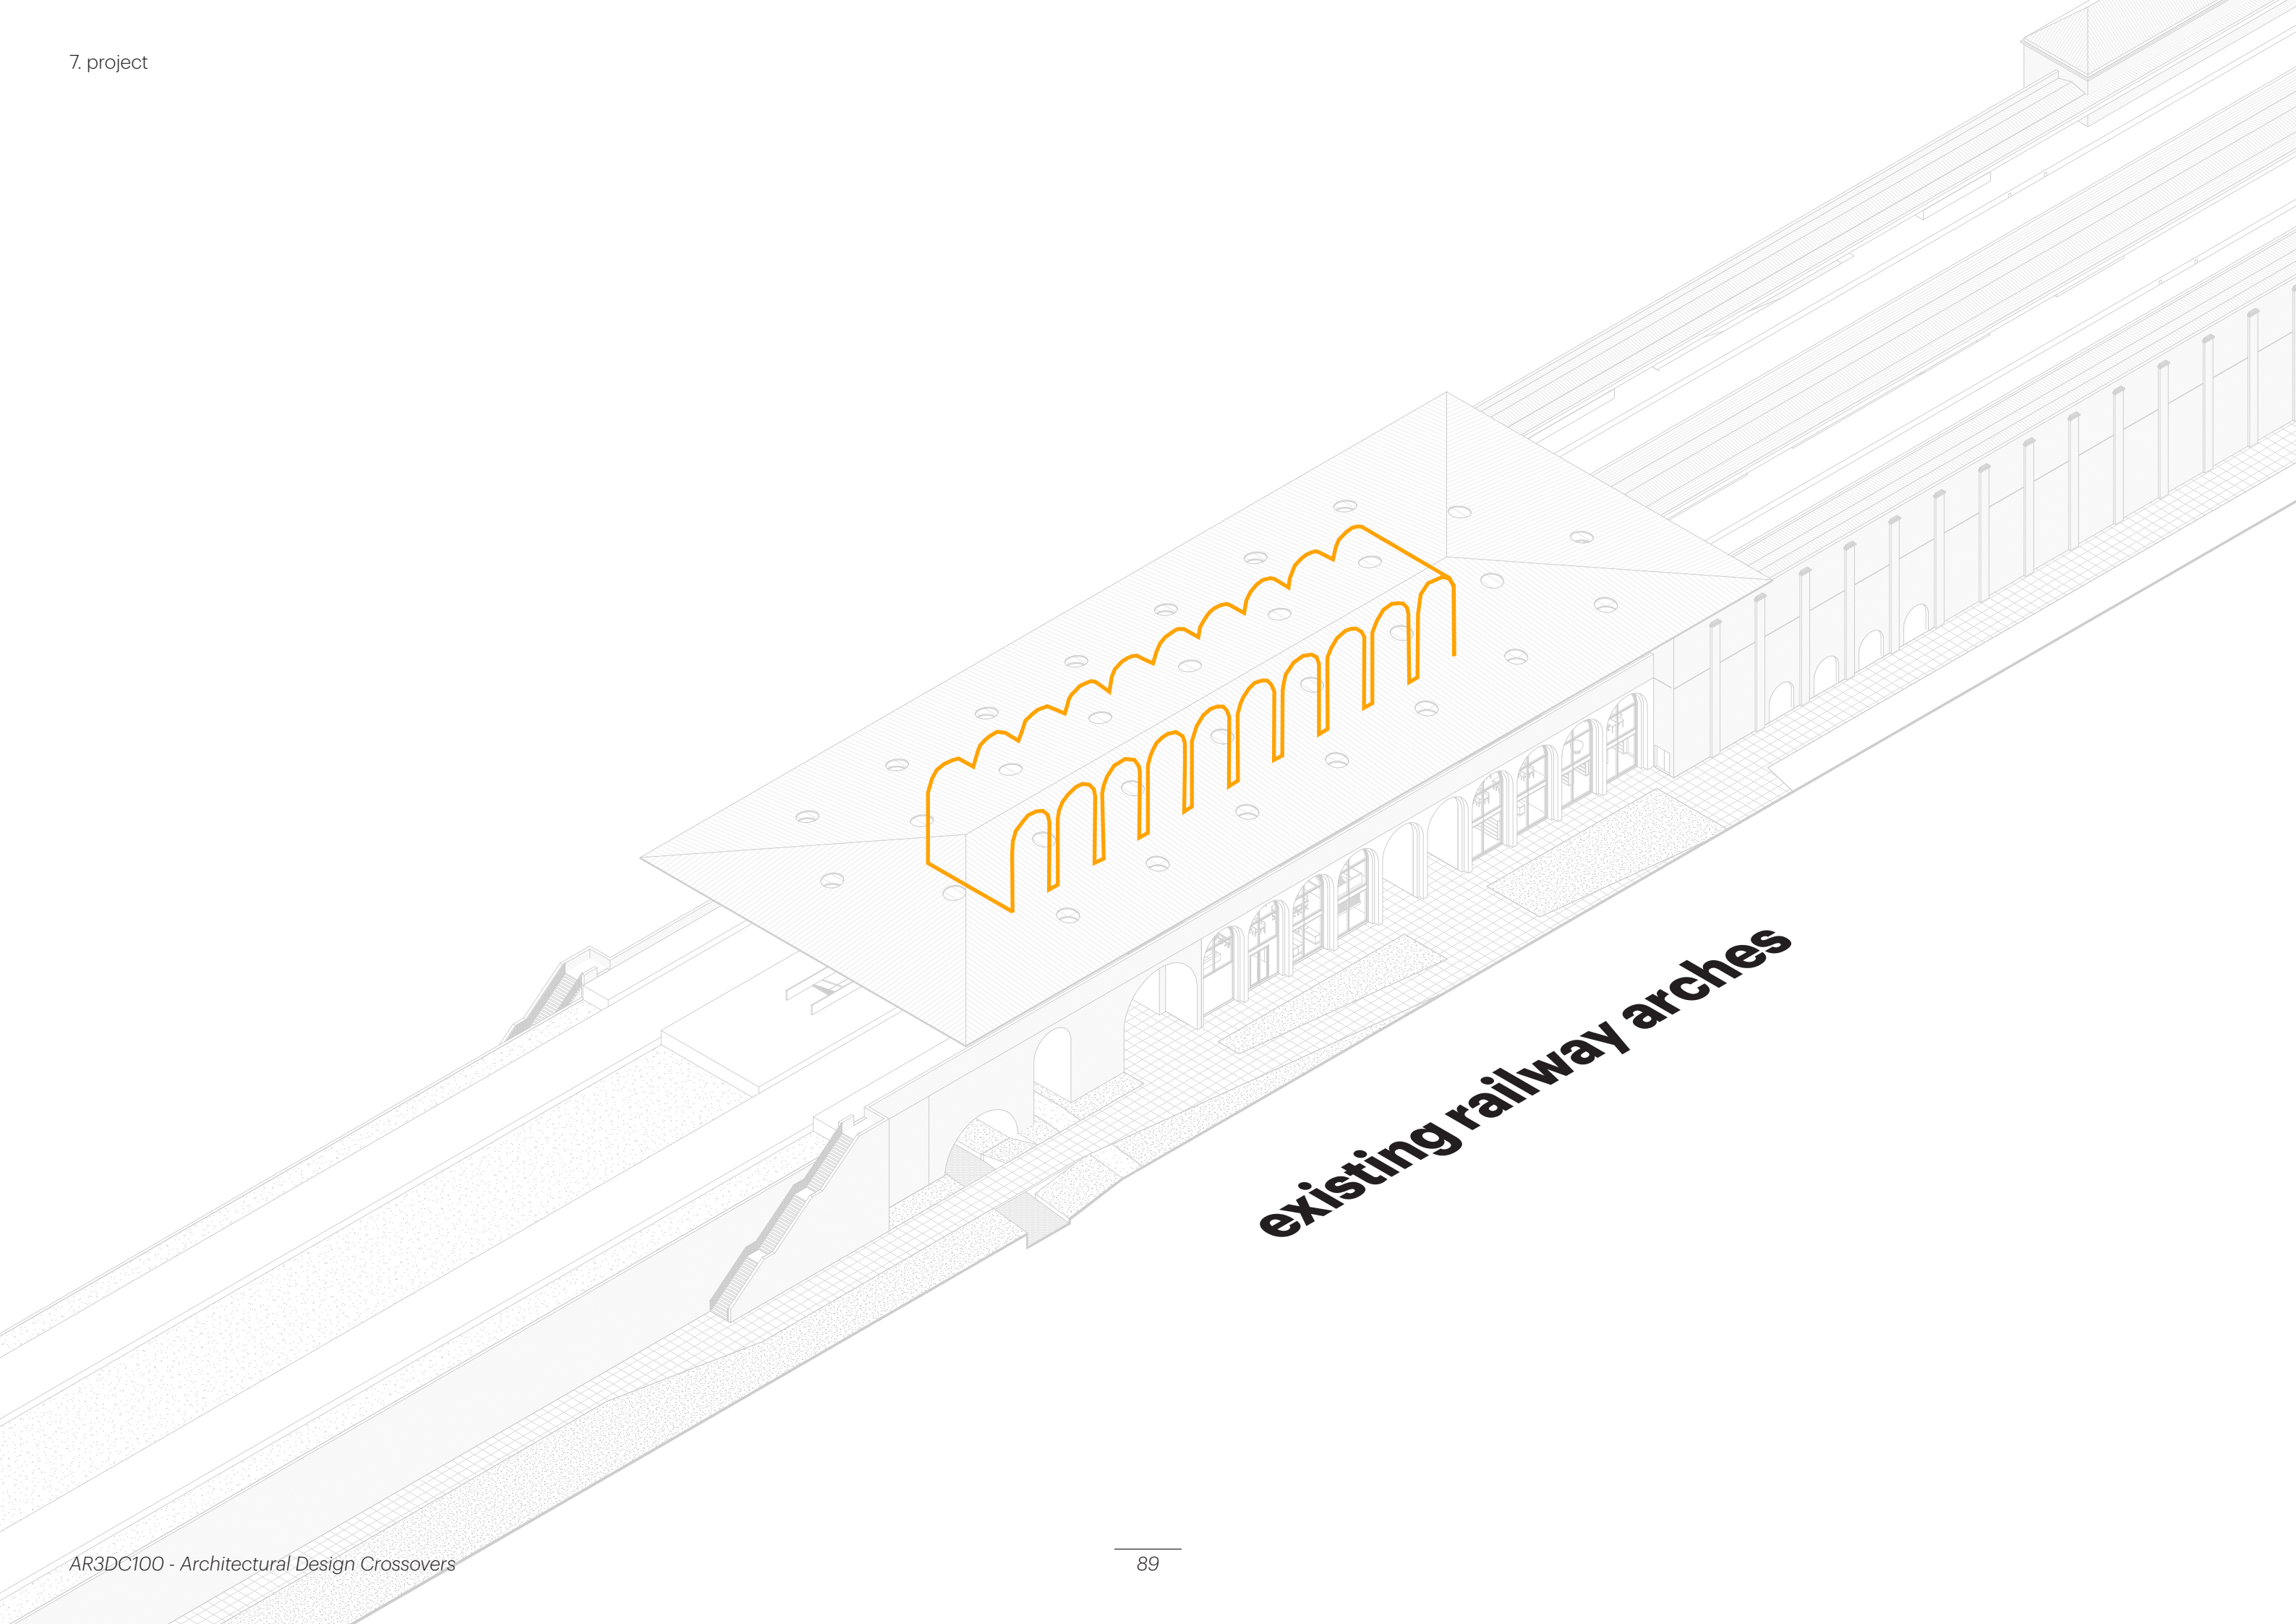 7. project
existing railway arches
AR3DC100 - Architectural Design Crossovers
89